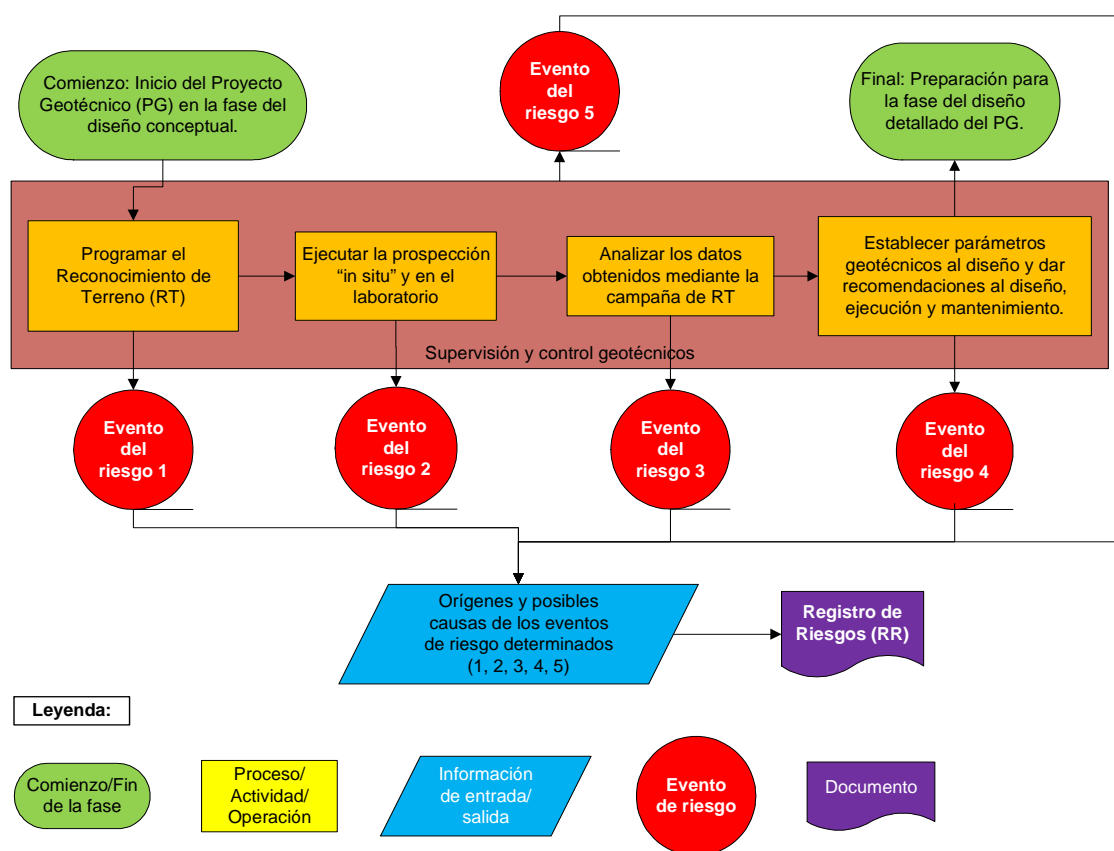 Comienzo: Inicio del Proyecto
Geotécnico (PG) en la fase del
diseño conceptual.
Evento
del
riesgo 5
Final: Preparación para
la fase del diseño
detallado del PG.
Programar el
Reconocimiento de
Terreno (RT)
Ejecutar la prospección
“in situ” y en el
laboratorio
Analizar los datos
obtenidos mediante la
campaña de RT
Establecer parámetros
geotécnicos al diseño y dar
recomendaciones al diseño,
ejecución y mantenimiento.
Supervisión y control geotécnicos
Evento
del
riesgo 1
Evento
del
riesgo 2
Evento
del
riesgo 3
Evento
del
riesgo 4
Orígenes y posibles
causas de los eventos
de riesgo determinados
(1, 2, 3, 4, 5)
Registro de
Riesgos (RR)
Leyenda:
Comienzo/Fin
de la fase
Proceso/
Actividad/
Operación
Información
de entrada/
salida
Evento
de riesgo
Documento